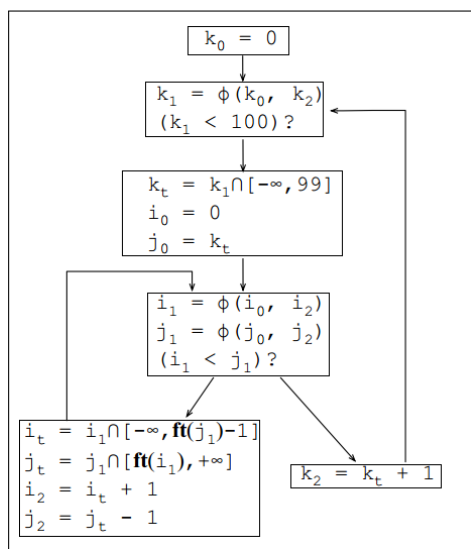 k₀ = 0
k₁ = ϕ(k₀, k₂)
(k₁ < 100)?
kₜ = k₁∩[-∞,99]
i₀ = 0
j₀ = kₜ
i₁ = ϕ(i₀, i₂)
j₁ = ϕ(j₀, j₂)
(i₁ < j₁)?
iₜ = i₁∩[-∞,ft(j₁)-1]
jₜ = j₁∩[ft(i₁),+∞]
i₂ = iₜ + 1
j₂ = jₜ - 1
k₂ = kₜ + 1